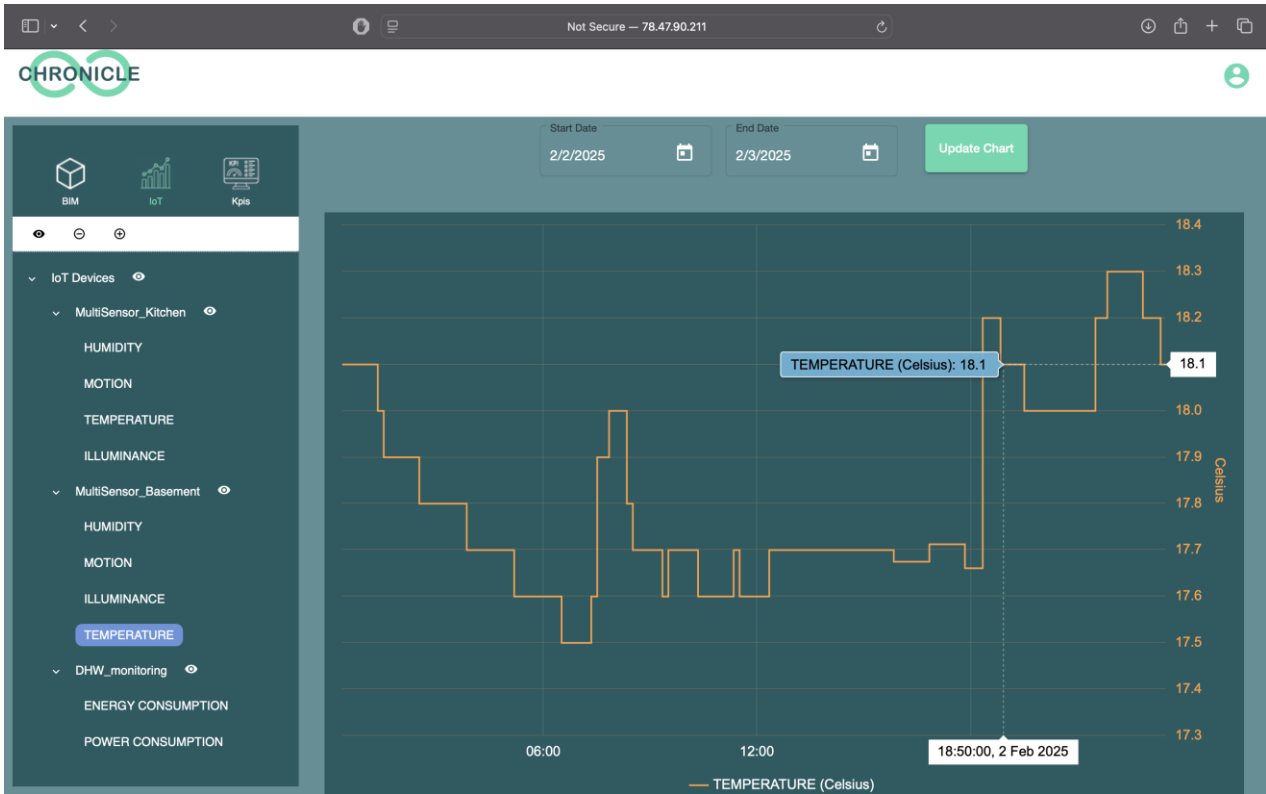 Not Secure — 78.47.90.211
CHRONICLE
Start Date
2/2/2025
End Date
2/3/2025
Update Chart
BIM
IoT
KPI
Kpis
IoT Devices
MultiSensor_Kitchen
HUMIDITY
MOTION
TEMPERATURE
ILLUMINANCE
MultiSensor_Basement
HUMIDITY
MOTION
ILLUMINANCE
TEMPERATURE
DHW_monitoring
ENERGY CONSUMPTION
POWER CONSUMPTION
18.4
18.3
18.2
TEMPERATURE (Celsius): 18.1
18.1
18.0
17.9
17.8
17.7
17.6
17.5
17.4
17.3
Celsius
06:00
12:00
18:50:00, 2 Feb 2025
TEMPERATURE (Celsius)